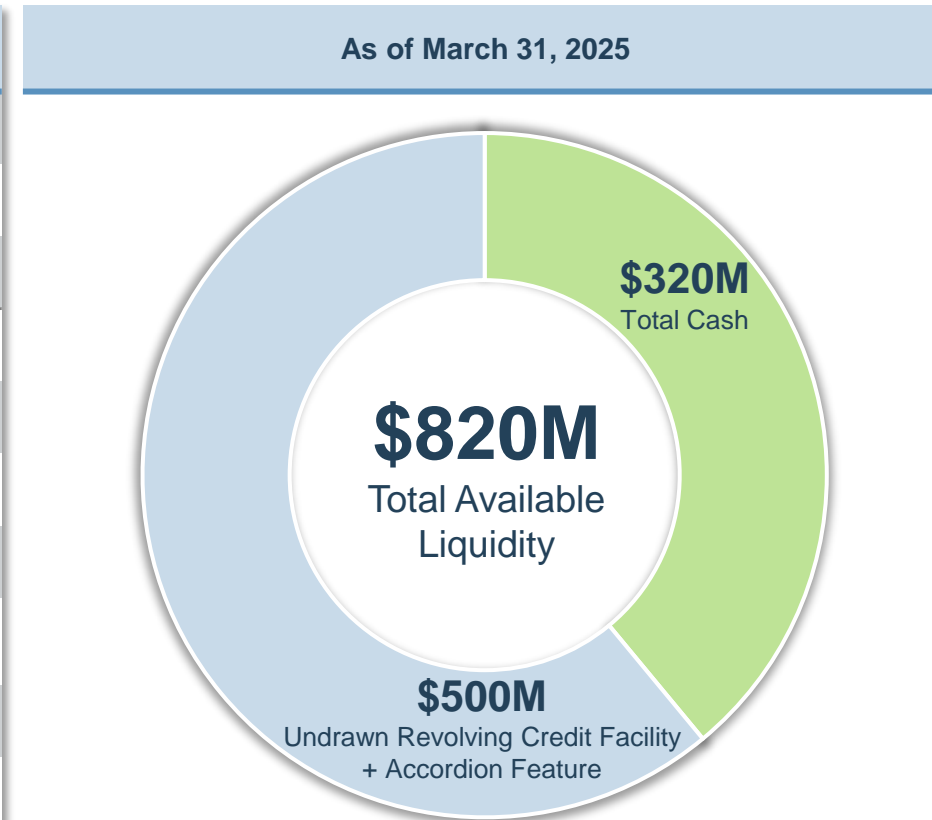 As of March 31, 2025
$320M
Total Cash
$820M
Total Available
Liquidity
$500M
Undrawn Revolving Credit Facility
+ Accordion Feature